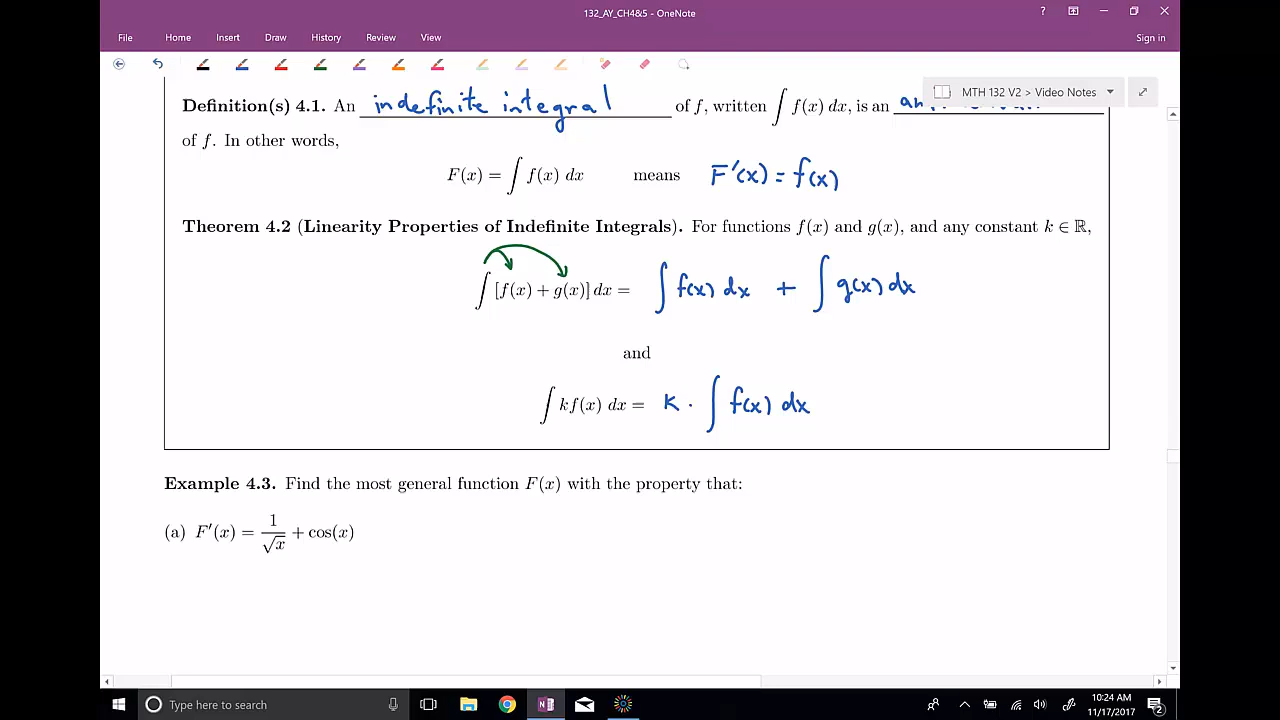 132_AY_CH4&5 - OneNote
File Home Insert Draw History Review View Sign in
MTH 132 V2 > Video Notes
Definition(s) 4.1. An indefinite integral of f, written ∫ f(x) dx, is an
of f. In other words,
F(x) = ∫ f(x) dx means F'(x) = f(x)
Theorem 4.2 (Linearity Properties of Indefinite Integrals). For functions f(x) and g(x), and any constant k ∈ ℝ,
∫ [f(x) + g(x)] dx = ∫ f(x) dx + ∫ g(x) dx
and
∫ kf(x) dx = K · ∫ f(x) dx
Example 4.3. Find the most general function F(x) with the property that:
(a) F′(x) = 1/√x + cos(x)
Type here to search
10:24 AM
11/17/2017
2